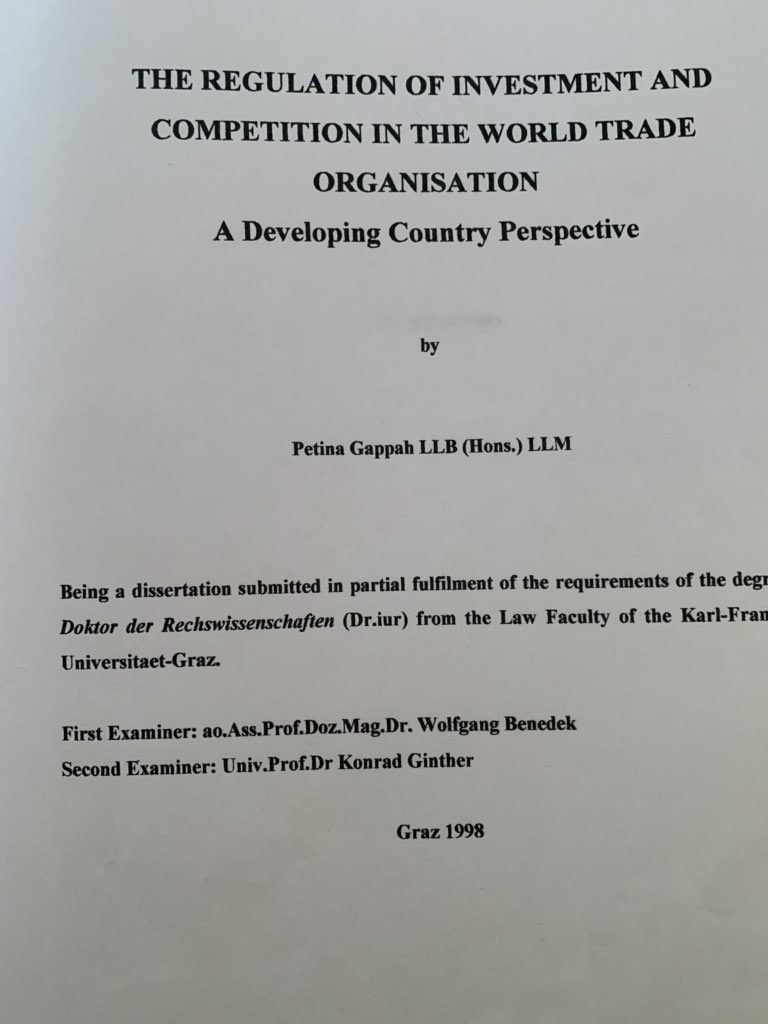 THE REGULATION OF INVESTMENT AND
COMPETITION IN THE WORLD TRADE
ORGANISATION
A Developing Country Perspective
by
Petina Gappah LLB (Hons.) LLM
Being a dissertation submitted in partial fulfilment of the requirements of the degr
Doktor der Rechswissenschaften (Dr.iur) from the Law Faculty of the Karl-Fran
Universitaet-Graz.
First Examiner: ao.Ass.Prof.Doz.Mag.Dr. Wolfgang Benedek
Second Examiner: Univ.Prof.Dr Konrad Ginther
Graz 1998